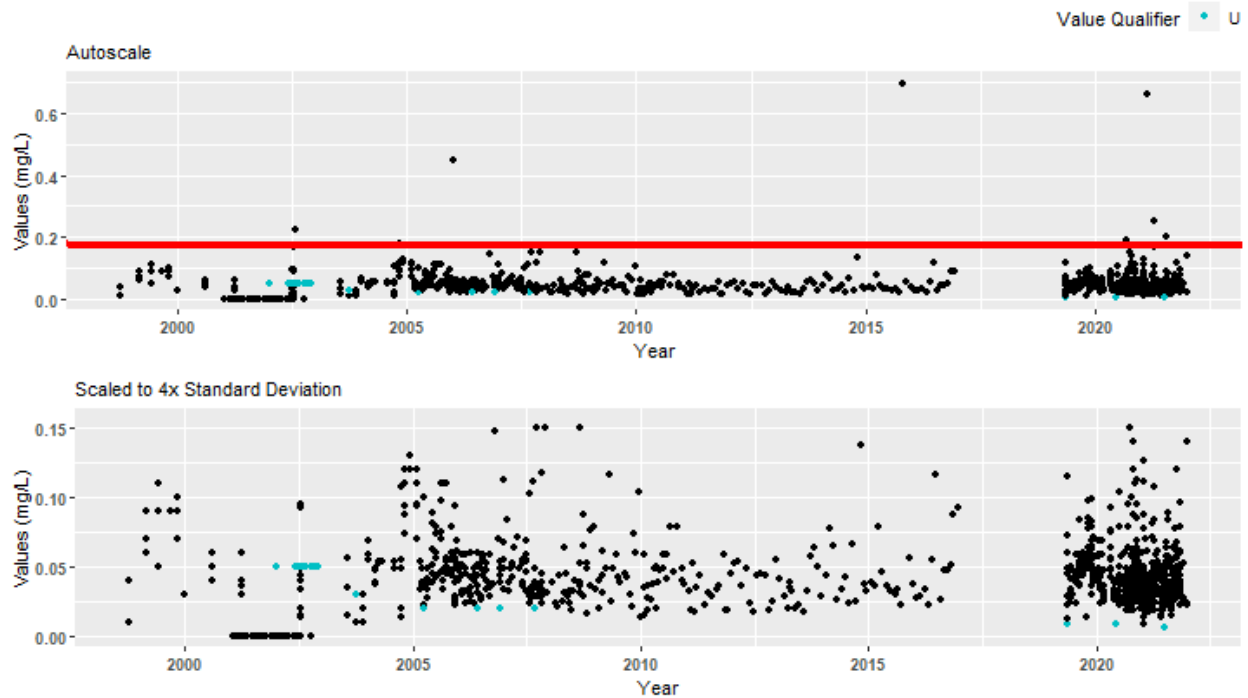 Value Qualifier U
Autoscale
Values (mg/L)
0.6
0.4
0.2
0.0
2000 2005 2010 2015 2020
Year
Scaled to 4x Standard Deviation
Values (mg/L)
0.15
0.10
0.05
0.00
2000 2005 2010 2015 2020
Year